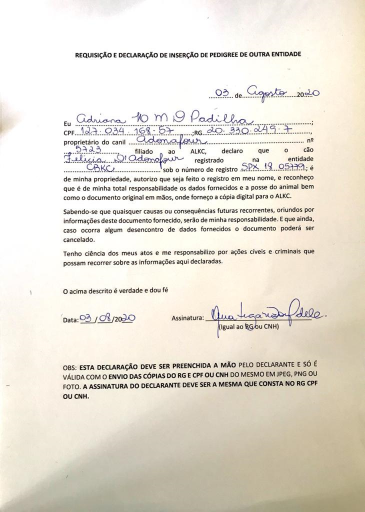 REQUISIÇÃO E DECLARAÇÃO DE INSERÇÃO DE PEDIGREE DE OUTRA ENTIDADE
03 de Agosto 2020
Eu Adriana M D Padilha;
CPF 127.034.168-57 ;RG 20.330.249-7,
proprietário do canil Adonafour nº
5723 filiado ao ALKC, declaro que o cão
D'Adonafour registrado na entidade
CBKC sob o número de registro SPX 19 05779; é
de minha propriedade, autorizo que seja feito o registro em meu nome, e reconheço
que é de minha total responsabilidade os dados fornecidos e a posse do animal bem
como o documento original em mãos, onde forneço a cópia digital para o ALKC.
Sabendo-se que quaisquer causas ou consequências futuras recorrentes, oriundos por
informações deste documento fornecido, serão de minha responsabilidade. E que ainda,
caso ocorra algum desencontro de dados fornecidos o documento poderá ser
cancelado.
Tenho ciência dos meus atos e me responsabilizo por ações cíveis e criminais que
possam recorrer sobre as informações aqui declaradas.
O acima descrito é verdade e dou fé
Data: 03/08/2020 Assinatura:
(Igual ao RG ou CNH)
OBS: ESTA DECLARAÇÃO DEVE SER PREENCHIDA A MÃO PELO DECLARANTE E SÓ É
VÁLIDA COM O ENVIO DAS CÓPIAS DO RG E CPF OU CNH DO MESMO EM JPEG, PNG OU
FOTO. A ASSINATURA DO DECLARANTE DEVE SER A MESMA QUE CONSTA NO RG CPF
OU CNH.